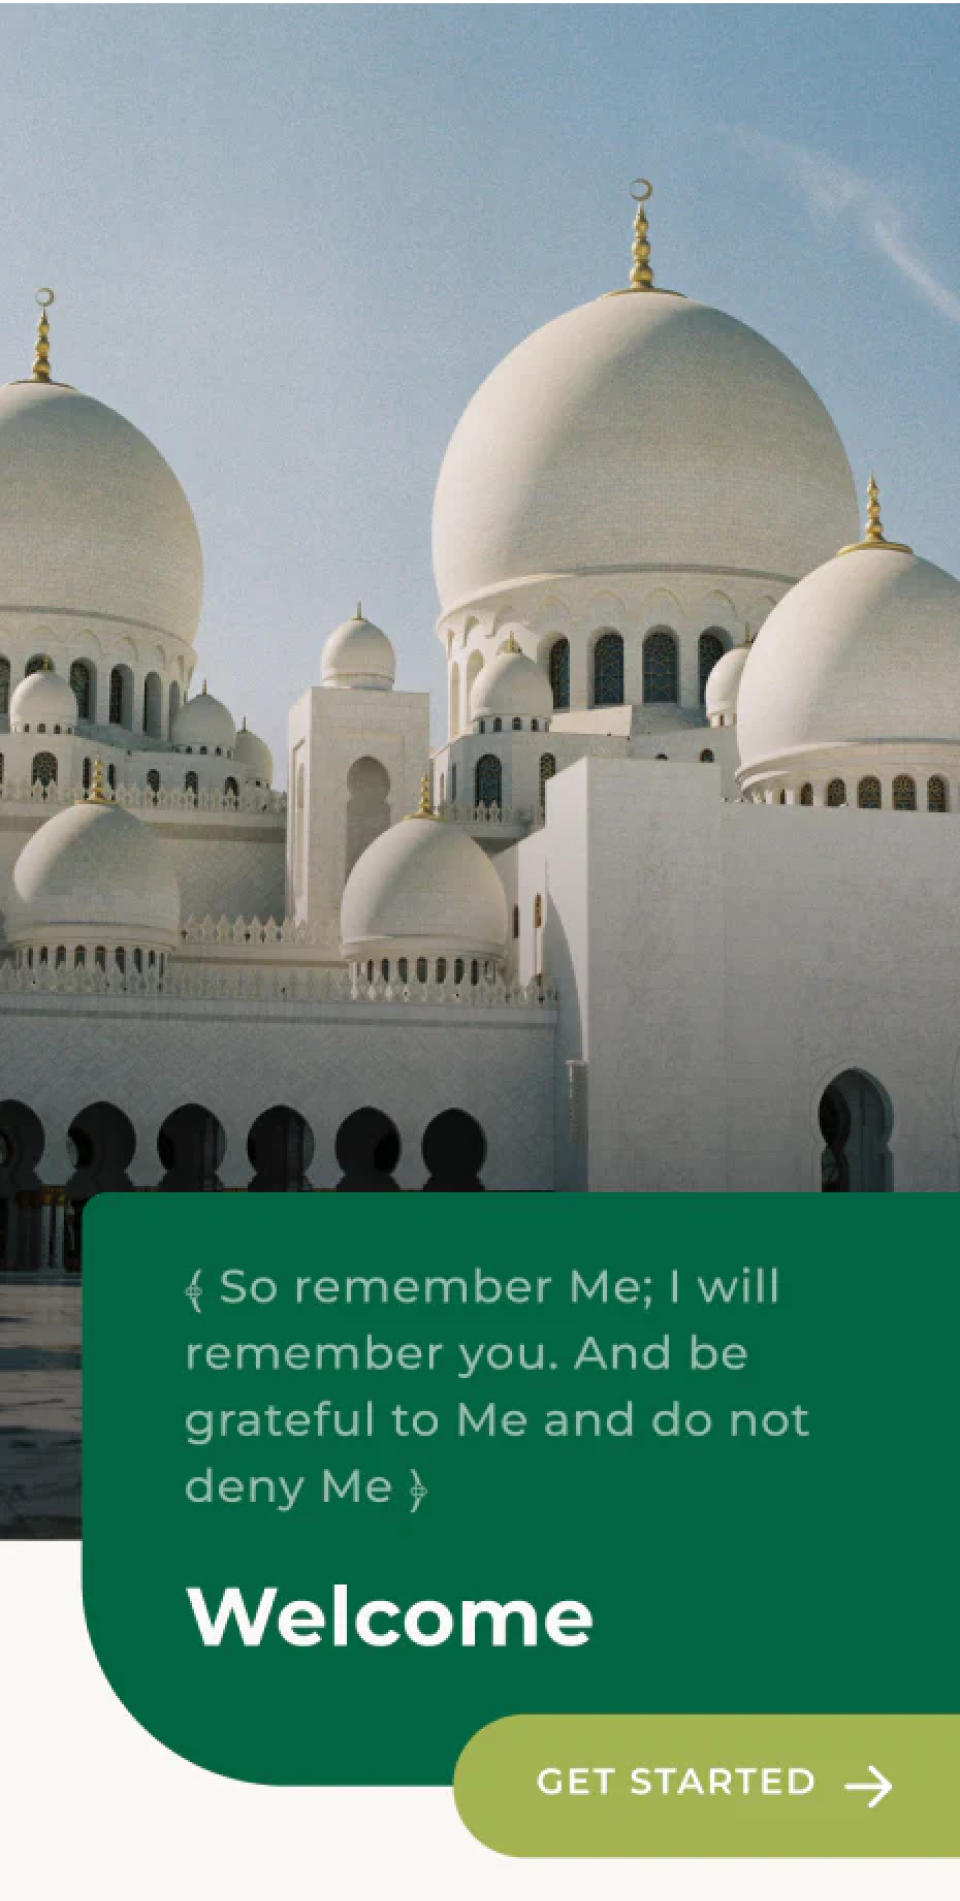 ﴾ So remember Me; I will
remember you. And be
grateful to Me and do not
deny Me ﴿
Welcome
GET STARTED →